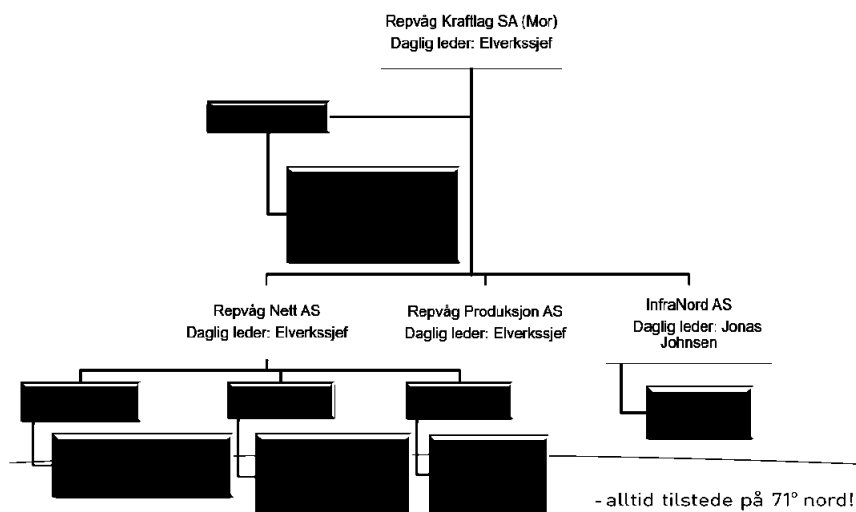 Repvåg Kraftlag SA (Mor)
Daglig leder: Elverkssjef
Repvåg Nett AS
Daglig leder: Elverkssjef
Repvåg Produksjon AS
Daglig leder: Elverkssjef
InfraNord AS
Daglig leder: Jonas
Johnsen
- alltid tilstede på 71° nord!